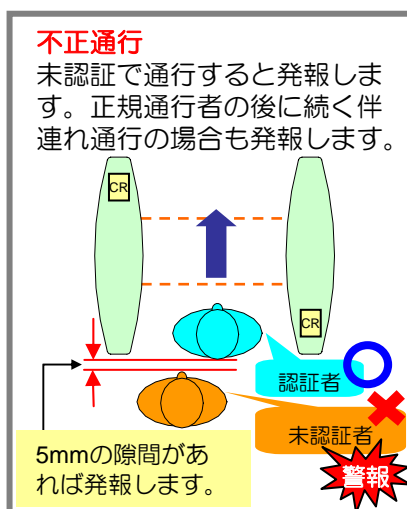 不正通行
未認証で通行すると発報しま
す。正規通行者の後に続く伴
連れ通行の場合も発報します。
CR
CR
認証者
未認証者
警報
5mmの隙間があ
れば発報します。